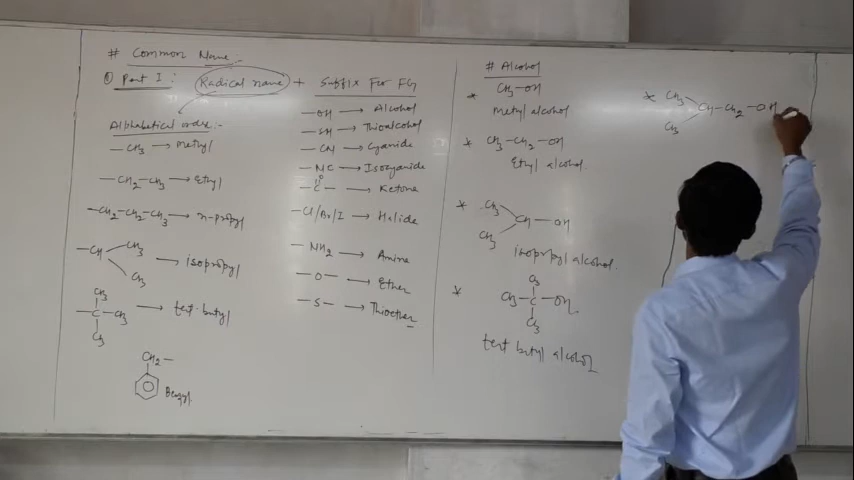 # Common Name:
① Part I : Radical name + Suffix For FG
Alphabetical order:-
—CH3 → Methyl
—CH2—CH3 → Ethyl
—CH2—CH2—CH3 → n-propyl
—CH
CH3
CH3
→ isopropyl
CH3
—C—CH3
CH3
→ tert.butyl
CH2—
Benzyl
—OH → Alcohol
—SH → Thioalcohol
—CN → Cyanide
—NC → Isocyanide
O
—C— → Ketone
—Cl/Br/I → Halide
—NH2 → Amine
—O— → Ether
—S— → Thioether
# Alcohol
* CH3—OH
Metyl alcohol
* CH3—CH2—OH
Etyl alcohol.
* CH3
CH3
CH—OH
isopropyl alcohol.
* CH3
CH3—C—OH
CH3
tert butyl alcohol
* CH3
CH3
CH—CH2—OH